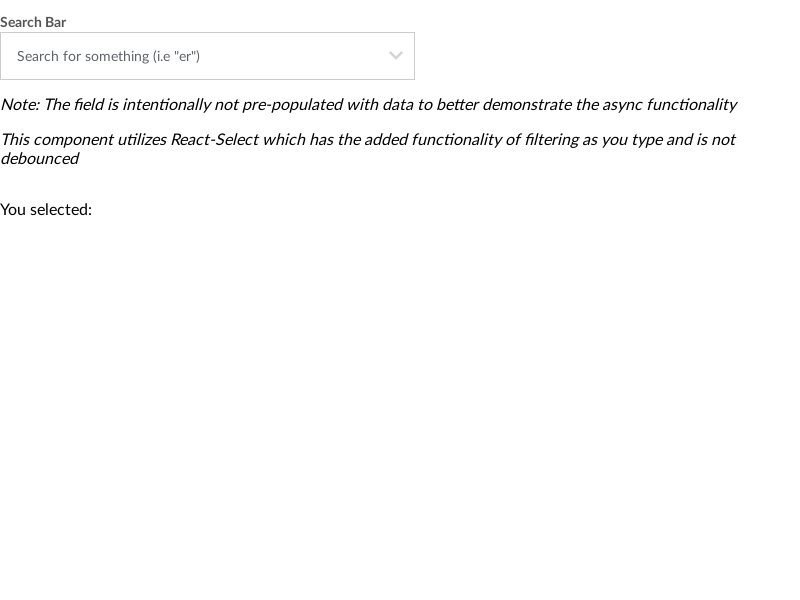 Search Bar
Search for something (i.e "er")
Note: The field is intentionally not pre-populated with data to better demonstrate the async functionality
This component utilizes React-Select which has the added functionality of filtering as you type and is not
debounced
You selected: